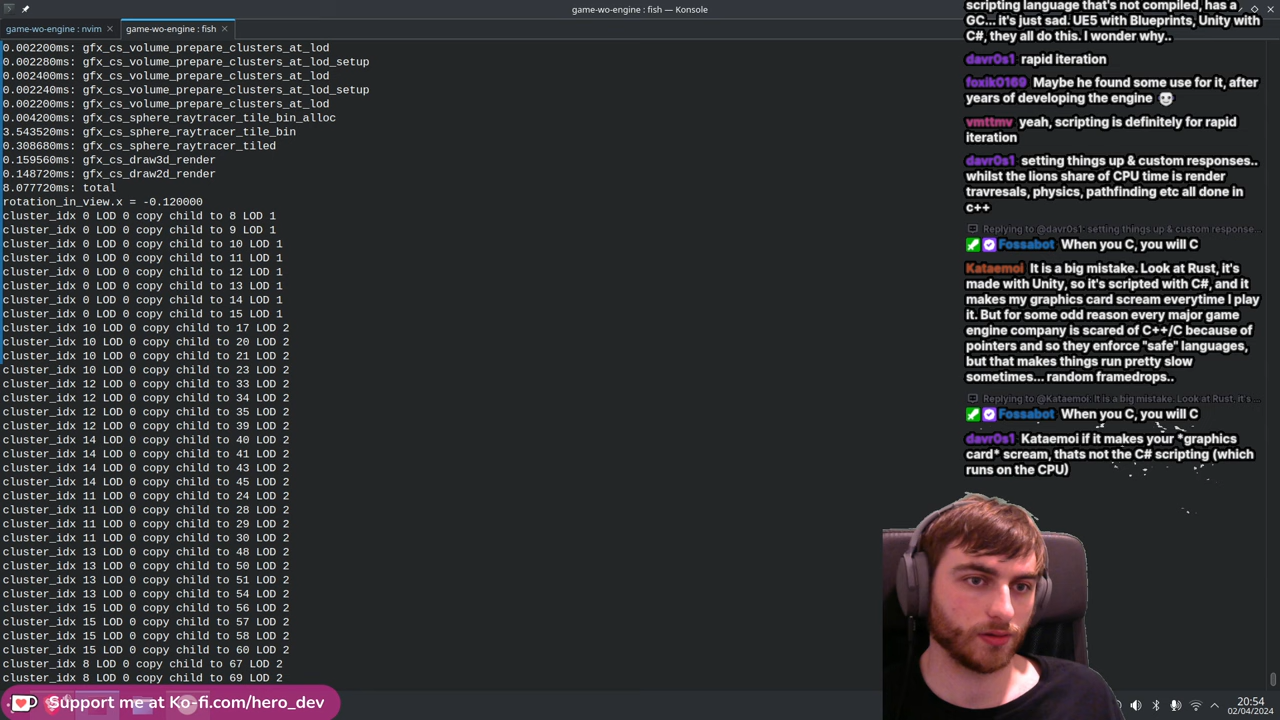 game-wo-engine : fish — Konsole
game-wo-engine : nvim
game-wo-engine : fish
0.002200ms: gfx_cs_volume_prepare_clusters_at_lod
0.002280ms: gfx_cs_volume_prepare_clusters_at_lod_setup
0.002400ms: gfx_cs_volume_prepare_clusters_at_lod
0.002240ms: gfx_cs_volume_prepare_clusters_at_lod_setup
0.002200ms: gfx_cs_volume_prepare_clusters_at_lod
0.004200ms: gfx_cs_sphere_raytracer_tile_bin_alloc
3.543520ms: gfx_cs_sphere_raytracer_tile_bin
0.308680ms: gfx_cs_sphere_raytracer_tiled
0.159560ms: gfx_cs_draw3d_render
0.148720ms: gfx_cs_draw2d_render
8.077720ms: total
rotation_in_view.x = -0.120000
cluster_idx 0 LOD 0 copy child to 8 LOD 1
cluster_idx 0 LOD 0 copy child to 9 LOD 1
cluster_idx 0 LOD 0 copy child to 10 LOD 1
cluster_idx 0 LOD 0 copy child to 11 LOD 1
cluster_idx 0 LOD 0 copy child to 12 LOD 1
cluster_idx 0 LOD 0 copy child to 13 LOD 1
cluster_idx 0 LOD 0 copy child to 14 LOD 1
cluster_idx 0 LOD 0 copy child to 15 LOD 1
cluster_idx 10 LOD 0 copy child to 17 LOD 2
cluster_idx 10 LOD 0 copy child to 20 LOD 2
cluster_idx 10 LOD 0 copy child to 21 LOD 2
cluster_idx 10 LOD 0 copy child to 23 LOD 2
cluster_idx 12 LOD 0 copy child to 33 LOD 2
cluster_idx 12 LOD 0 copy child to 34 LOD 2
cluster_idx 12 LOD 0 copy child to 35 LOD 2
cluster_idx 12 LOD 0 copy child to 39 LOD 2
cluster_idx 14 LOD 0 copy child to 40 LOD 2
cluster_idx 14 LOD 0 copy child to 41 LOD 2
cluster_idx 14 LOD 0 copy child to 43 LOD 2
cluster_idx 14 LOD 0 copy child to 45 LOD 2
cluster_idx 11 LOD 0 copy child to 24 LOD 2
cluster_idx 11 LOD 0 copy child to 28 LOD 2
cluster_idx 11 LOD 0 copy child to 29 LOD 2
cluster_idx 11 LOD 0 copy child to 30 LOD 2
cluster_idx 13 LOD 0 copy child to 48 LOD 2
cluster_idx 13 LOD 0 copy child to 50 LOD 2
cluster_idx 13 LOD 0 copy child to 51 LOD 2
cluster_idx 13 LOD 0 copy child to 54 LOD 2
cluster_idx 15 LOD 0 copy child to 56 LOD 2
cluster_idx 15 LOD 0 copy child to 57 LOD 2
cluster_idx 15 LOD 0 copy child to 58 LOD 2
cluster_idx 15 LOD 0 copy child to 60 LOD 2
cluster_idx 8 LOD 0 copy child to 67 LOD 2
cluster_idx 8 LOD 0 copy child to 69 LOD 2
scripting language that's not compiled, has a
GC... it's just sad. UE5 with Blueprints, Unity with
C#, they all do this. I wonder why..
davr0s1 rapid iteration
foxik0169 Maybe he found some use for it, after
years of developing the engine
vmttmv yeah, scripting is definitely for rapid
iteration
davr0s1 setting things up & custom responses..
whilst the lions share of CPU time is render
travresals, physics, pathfinding etc all done in
c++
Replying to @davr0s1: setting things up & custom response...
Fossabot When you C, you will C
Kataemoi It is a big mistake. Look at Rust, it's
made with Unity, so it's scripted with C#, and it
makes my graphics card scream everytime I play
it. But for some odd reason every major game
engine company is scared of C++/C because of
pointers and so they enforce "safe" languages,
but that makes things run pretty slow
sometimes... random framedrops..
Replying to @Kataemoi: It is a big mistake. Look at Rust, it's ...
Fossabot When you C, you will C
davr0s1 Kataemoi if it makes your *graphics
card* scream, thats not the C# scripting (which
runs on the CPU)
Support me at Ko-fi.com/hero_dev
20:54
02/04/2024